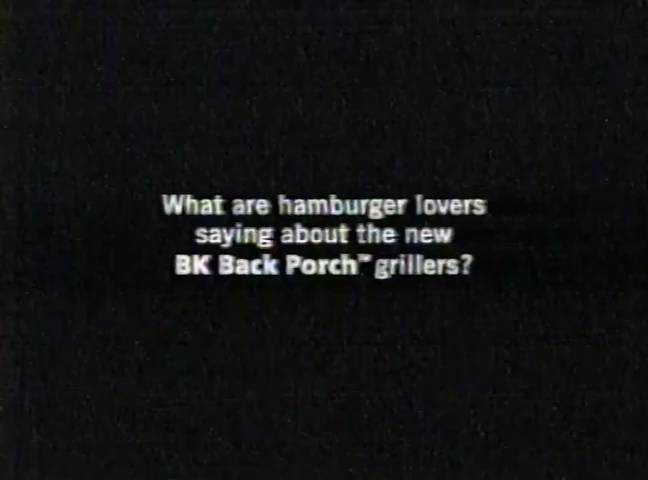 What are hamburger lovers
saying about the new
BK Back Porch™ grillers?